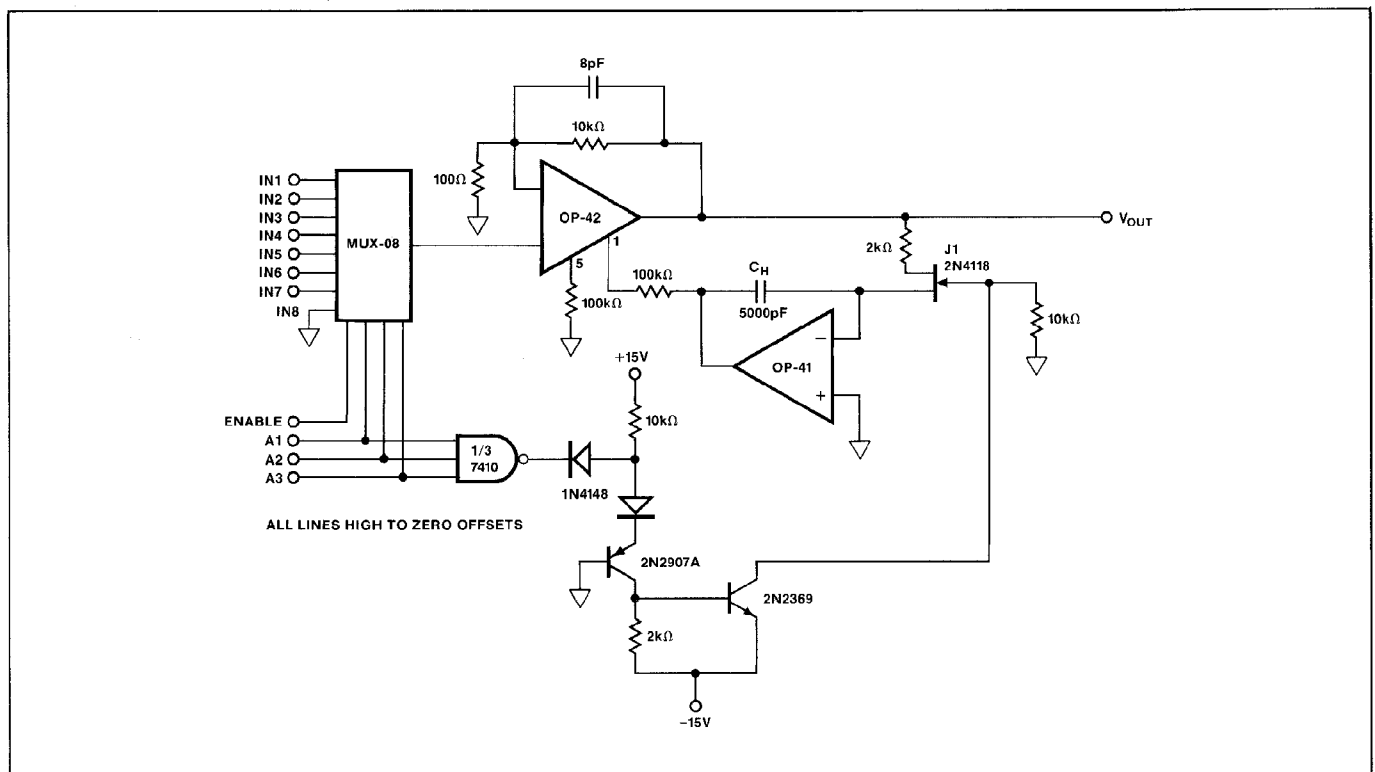 8pF
10kΩ
100Ω
IN1
IN2
IN3
IN4
IN5
IN6
IN7
IN8
MUX-08
OP-42
1
5
100kΩ
100kΩ
C_H
5000pF
V_OUT
2kΩ
J1
2N4118
10kΩ
OP-41
−
+
+15V
10kΩ
ENABLE
A1
A2
A3
1/3
7410
1N4148
ALL LINES HIGH TO ZERO OFFSETS
2N2907A
2N2369
2kΩ
−15V